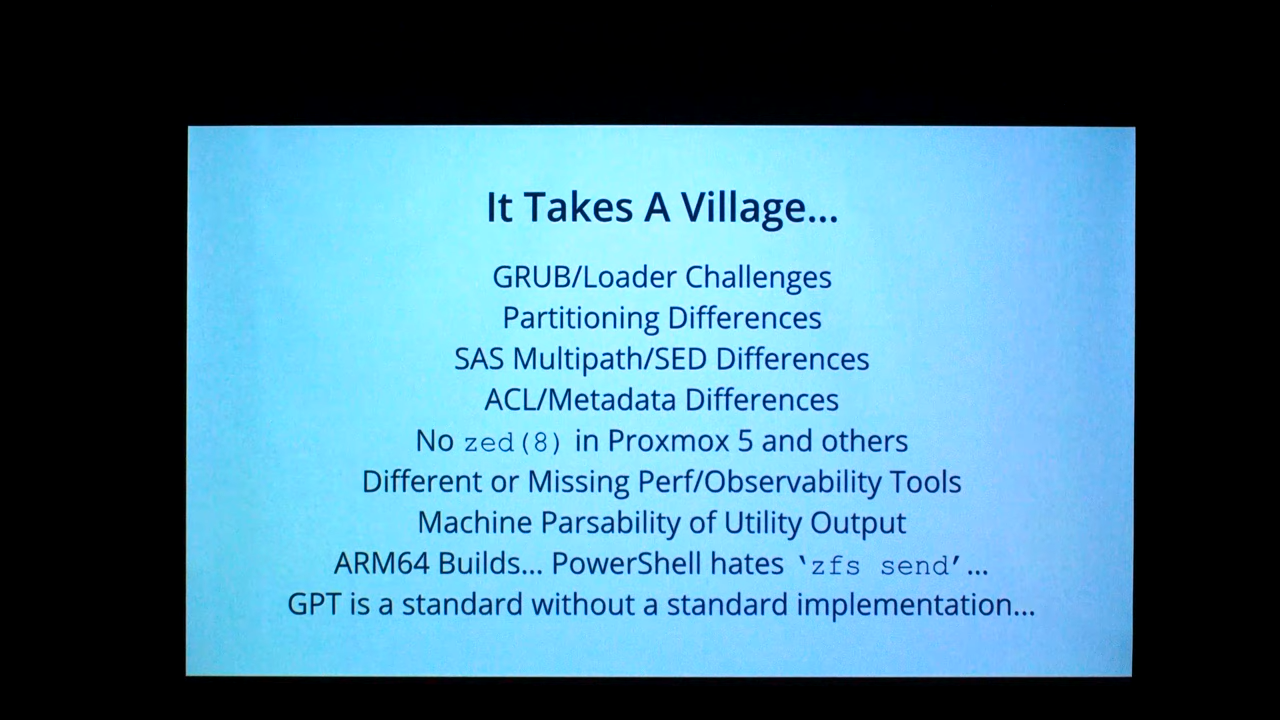 It Takes A Village...
GRUB/Loader Challenges
Partitioning Differences
SAS Multipath/SED Differences
ACL/Metadata Differences
No zed(8) in Proxmox 5 and others
Different or Missing Perf/Observability Tools
Machine Parsability of Utility Output
ARM64 Builds... PowerShell hates ‘zfs send’...
GPT is a standard without a standard implementation...